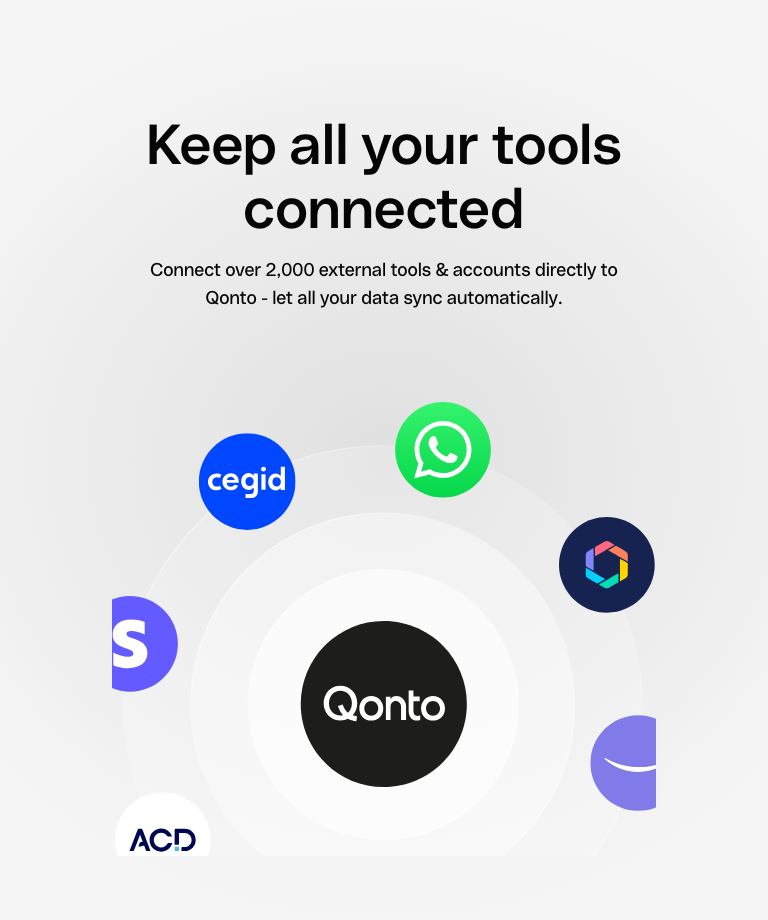 Keep all your tools
connected
Connect over 2,000 external tools & accounts directly to
Qonto - let all your data sync automatically.
cegid
S
Qonto
ACD